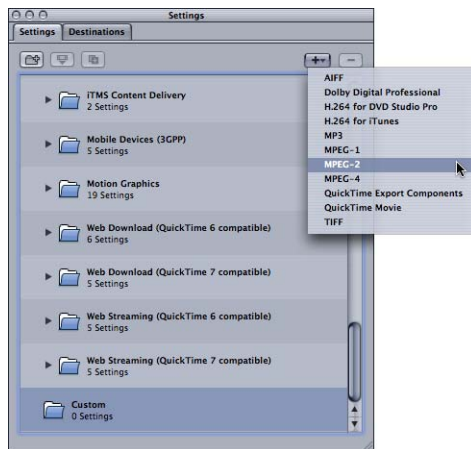 Settings
Settings
Destinations
iTMS Content Delivery
2 Settings
Mobile Devices (3GPP)
5 Settings
Motion Graphics
19 Settings
Web Download (QuickTime 6 compatible)
6 Settings
Web Download (QuickTime 7 compatible)
5 Settings
Web Streaming (QuickTime 6 compatible)
5 Settings
Web Streaming (QuickTime 7 compatible)
5 Settings
Custom
0 Settings
AIFF
Dolby Digital Professional
H.264 for DVD Studio Pro
H.264 for iTunes
MP3
MPEG-1
MPEG-2
MPEG-4
QuickTime Export Components
QuickTime Movie
TIFF